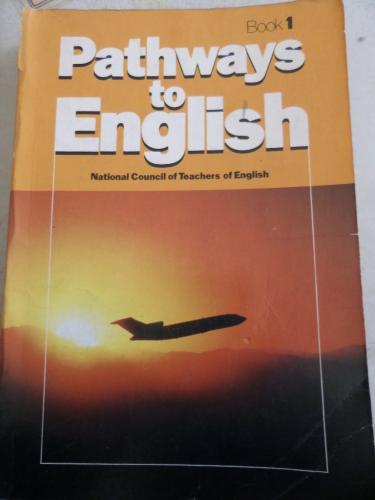 Book 1
Pathways
to
English
National Council of Teachers of English